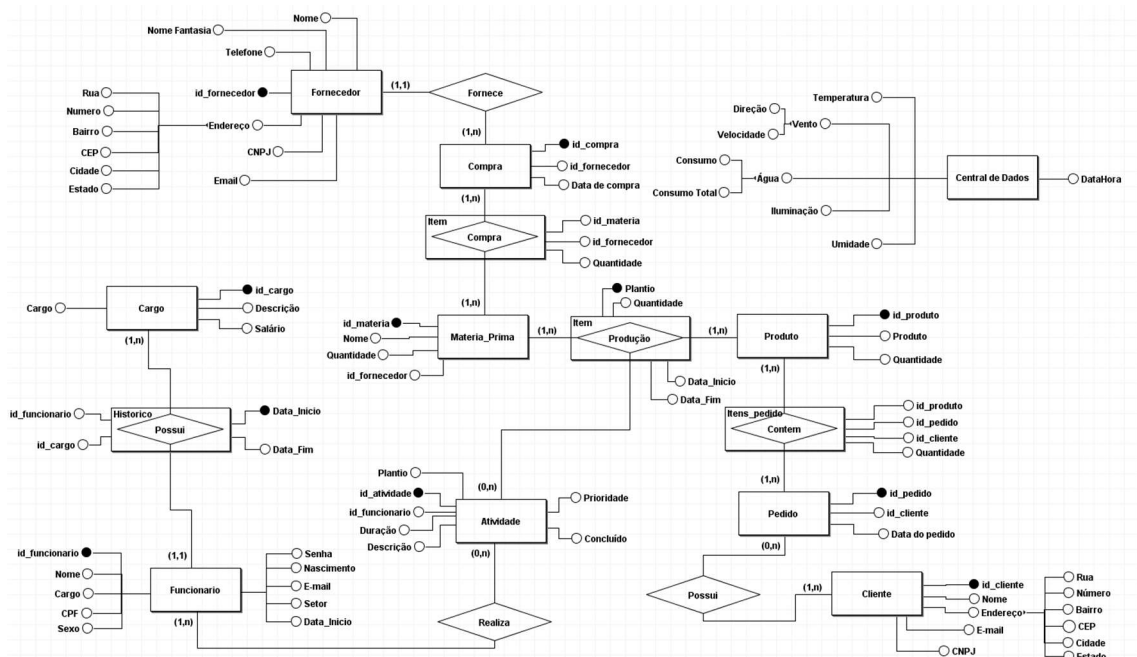 Nome
Nome Fantasia
Telefone
id_fornecedor
Fornecedor
(1,1)
Fornece
Rua
Numero
Bairro
CEP
Cidade
Estado
Endereço
CNPJ
Email
(1,n)
Compra
id_compra
id_fornecedor
Data de compra
(1,n)
Item
Compra
id_materia
id_fornecedor
Quantidade
(1,n)
Temperatura
Direção
Velocidade
Vento
Consumo
Consumo Total
Água
Iluminação
Umidade
Central de Dados
DataHora
Cargo
Cargo
id_cargo
Descrição
Salário
(1,n)
id_materia
Nome
Quantidade
id_fornecedor
Materia_Prima
(1,n)
Plantio
Quantidade
Item
Produção
Data_Inicio
Data_Fim
(1,n)
Produto
id_produto
Produto
Quantidade
(1,n)
id_funcionario
id_cargo
Historico
Possui
Data_Inicio
Data_Fim
Itens_pedido
Contem
id_produto
id_pedido
id_cliente
Quantidade
(1,n)
(0,n)
Plantio
id_atividade
id_funcionario
Duração
Descrição
Atividade
Prioridade
Concluído
(0,n)
Pedido
id_pedido
id_cliente
Data do pedido
(0,n)
(1,1)
id_funcionario
Nome
Cargo
CPF
Sexo
Funcionario
Senha
Nascimento
E-mail
Setor
Data_Inicio
(1,n)
Realiza
Possui
(1,n)
Cliente
id_cliente
Nome
Endereço
E-mail
CNPJ
Rua
Número
Bairro
CEP
Cidade
Estado